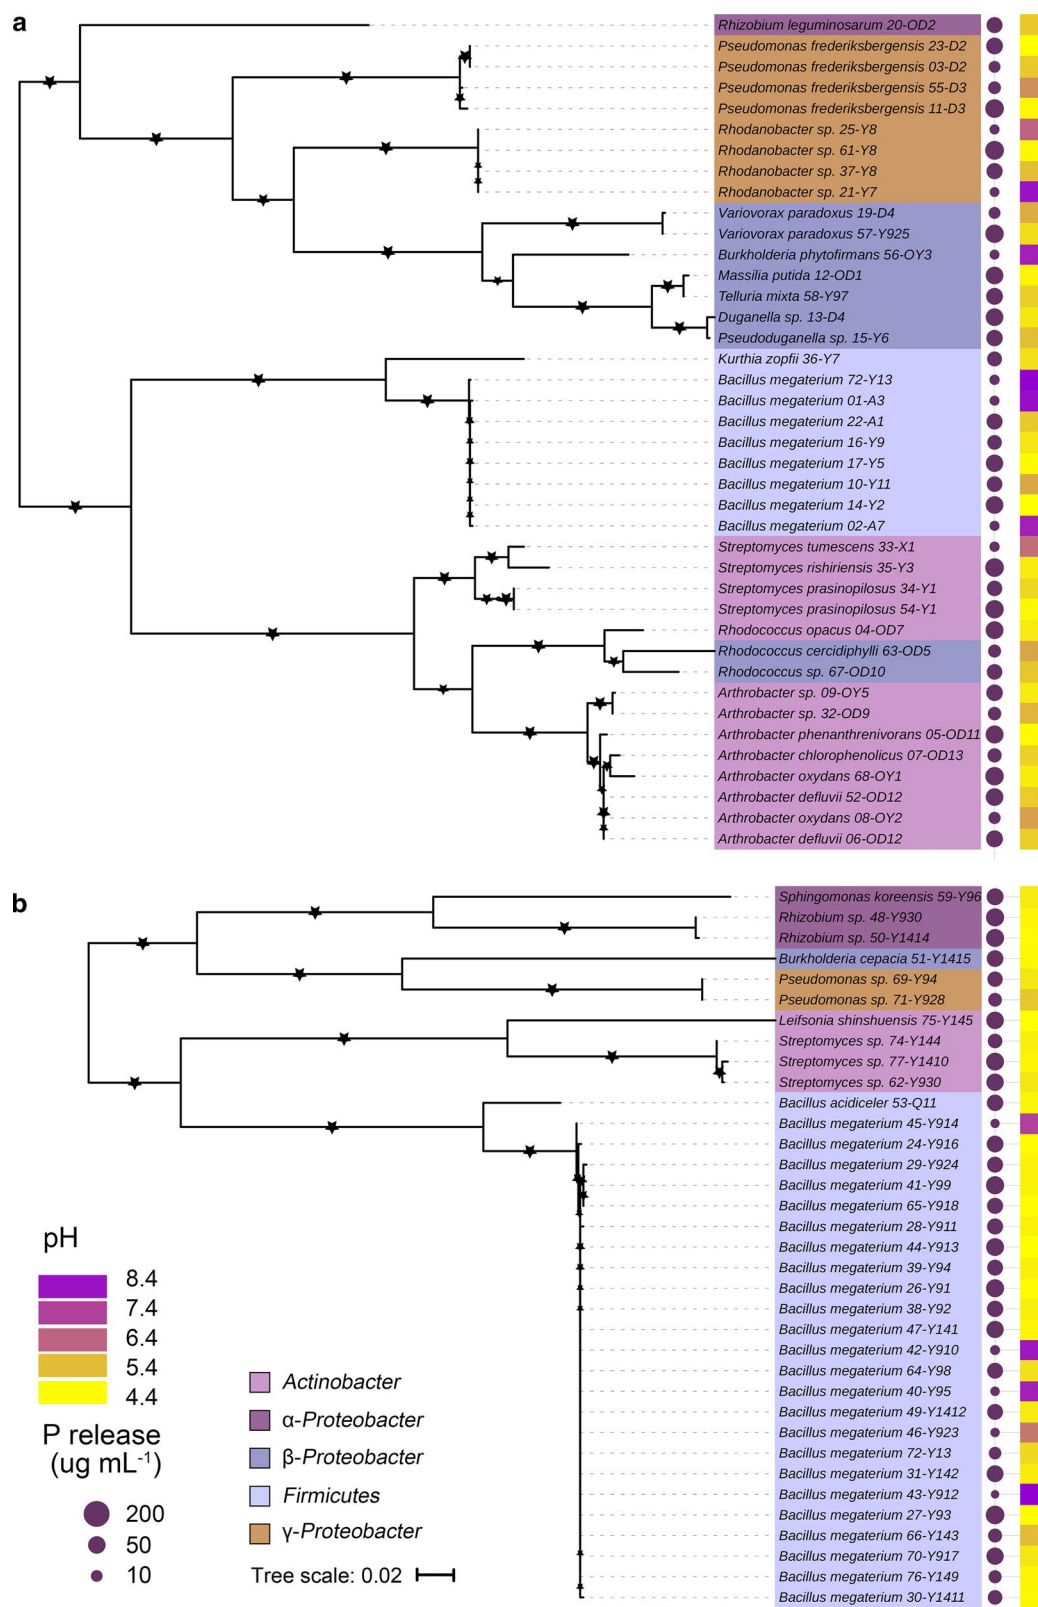 a
Rhizobium leguminosarum 20-OD2
Pseudomonas frederiksbergensis 23-D2
Pseudomonas frederiksbergensis 03-D2
Pseudomonas frederiksbergensis 55-D3
Pseudomonas frederiksbergensis 11-D3
Rhodanobacter sp. 25-Y8
Rhodanobacter sp. 61-Y8
Rhodanobacter sp. 37-Y8
Rhodanobacter sp. 21-Y7
Variovorax paradoxus 19-D4
Variovorax paradoxus 57-Y925
Burkholderia phytofirmans 56-OY3
Massilia putida 12-OD1
Telluria mixta 58-Y97
Duganella sp. 13-D4
Pseudoduganella sp. 15-Y6
Kurthia zopfii 36-Y7
Bacillus megaterium 72-Y13
Bacillus megaterium 01-A3
Bacillus megaterium 22-A1
Bacillus megaterium 16-Y9
Bacillus megaterium 17-Y5
Bacillus megaterium 10-Y11
Bacillus megaterium 14-Y2
Bacillus megaterium 02-A7
Streptomyces tumescens 33-X1
Streptomyces rishiriensis 35-Y3
Streptomyces prasinopilosus 34-Y1
Streptomyces prasinopilosus 54-Y1
Rhodococcus opacus 04-OD7
Rhodococcus cercidiphylli 63-OD5
Rhodococcus sp. 67-OD10
Arthrobacter sp. 09-OY5
Arthrobacter sp. 32-OD9
Arthrobacter phenanthrenivorans 05-OD11
Arthrobacter chlorophenolicus 07-OD13
Arthrobacter oxydans 68-OY1
Arthrobacter defluvii 52-OD12
Arthrobacter oxydans 08-OY2
Arthrobacter defluvii 06-OD12
b
Sphingomonas koreensis 59-Y96
Rhizobium sp. 48-Y930
Rhizobium sp. 50-Y1414
Burkholderia cepacia 51-Y1415
Pseudomonas sp. 69-Y94
Pseudomonas sp. 71-Y928
Leifsonia shinshuensis 75-Y145
Streptomyces sp. 74-Y144
Streptomyces sp. 77-Y1410
Streptomyces sp. 62-Y930
Bacillus acidiceler 53-Q11
Bacillus megaterium 45-Y914
Bacillus megaterium 24-Y916
Bacillus megaterium 29-Y924
Bacillus megaterium 41-Y99
Bacillus megaterium 65-Y918
Bacillus megaterium 28-Y911
Bacillus megaterium 44-Y913
Bacillus megaterium 39-Y94
Bacillus megaterium 26-Y91
Bacillus megaterium 38-Y92
Bacillus megaterium 47-Y141
Bacillus megaterium 42-Y910
Bacillus megaterium 64-Y98
Bacillus megaterium 40-Y95
Bacillus megaterium 49-Y1412
Bacillus megaterium 46-Y923
Bacillus megaterium 72-Y13
Bacillus megaterium 31-Y142
Bacillus megaterium 43-Y912
Bacillus megaterium 27-Y93
Bacillus megaterium 66-Y143
Bacillus megaterium 70-Y917
Bacillus megaterium 76-Y149
Bacillus megaterium 30-Y1411
pH
8.4
7.4
6.4
5.4
4.4
P release
(ug mL⁻¹)
200
50
10
Actinobacter
α-Proteobacter
β-Proteobacter
Firmicutes
γ-Proteobacter
Tree scale: 0.02